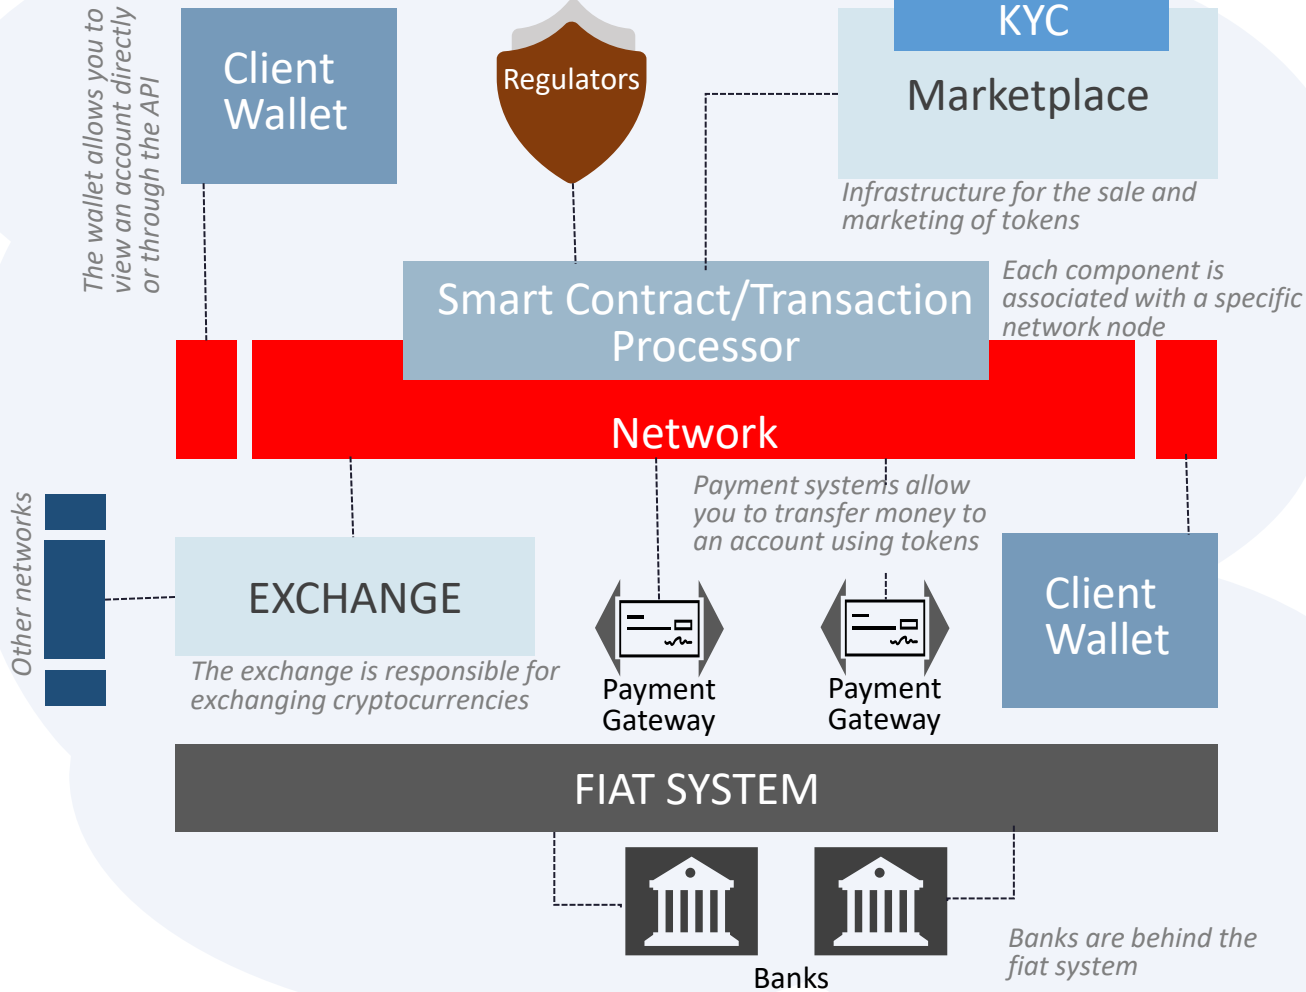 The wallet allows you to
view an account directly
or through the API
Client
Wallet
Regulators
KYC
Marketplace
Infrastructure for the sale and
marketing of tokens
Smart Contract/Transaction
Processor
Each component is
associated with a specific
network node
Network
Other networks
EXCHANGE
The exchange is responsible for
exchanging cryptocurrencies
Payment systems allow
you to transfer money to
an account using tokens
Payment
Gateway
Payment
Gateway
Client
Wallet
FIAT SYSTEM
Banks
Banks are behind the
fiat system